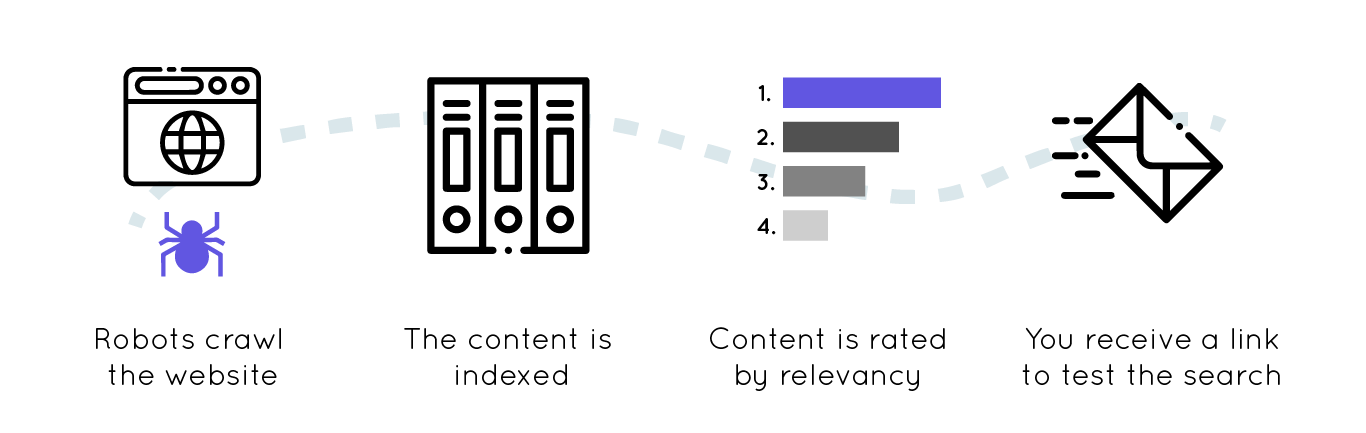 1.
2.
3.
4.
Robots crawl
the website
The content is
indexed
Content is rated
by relevancy
You receive a link
to test the search